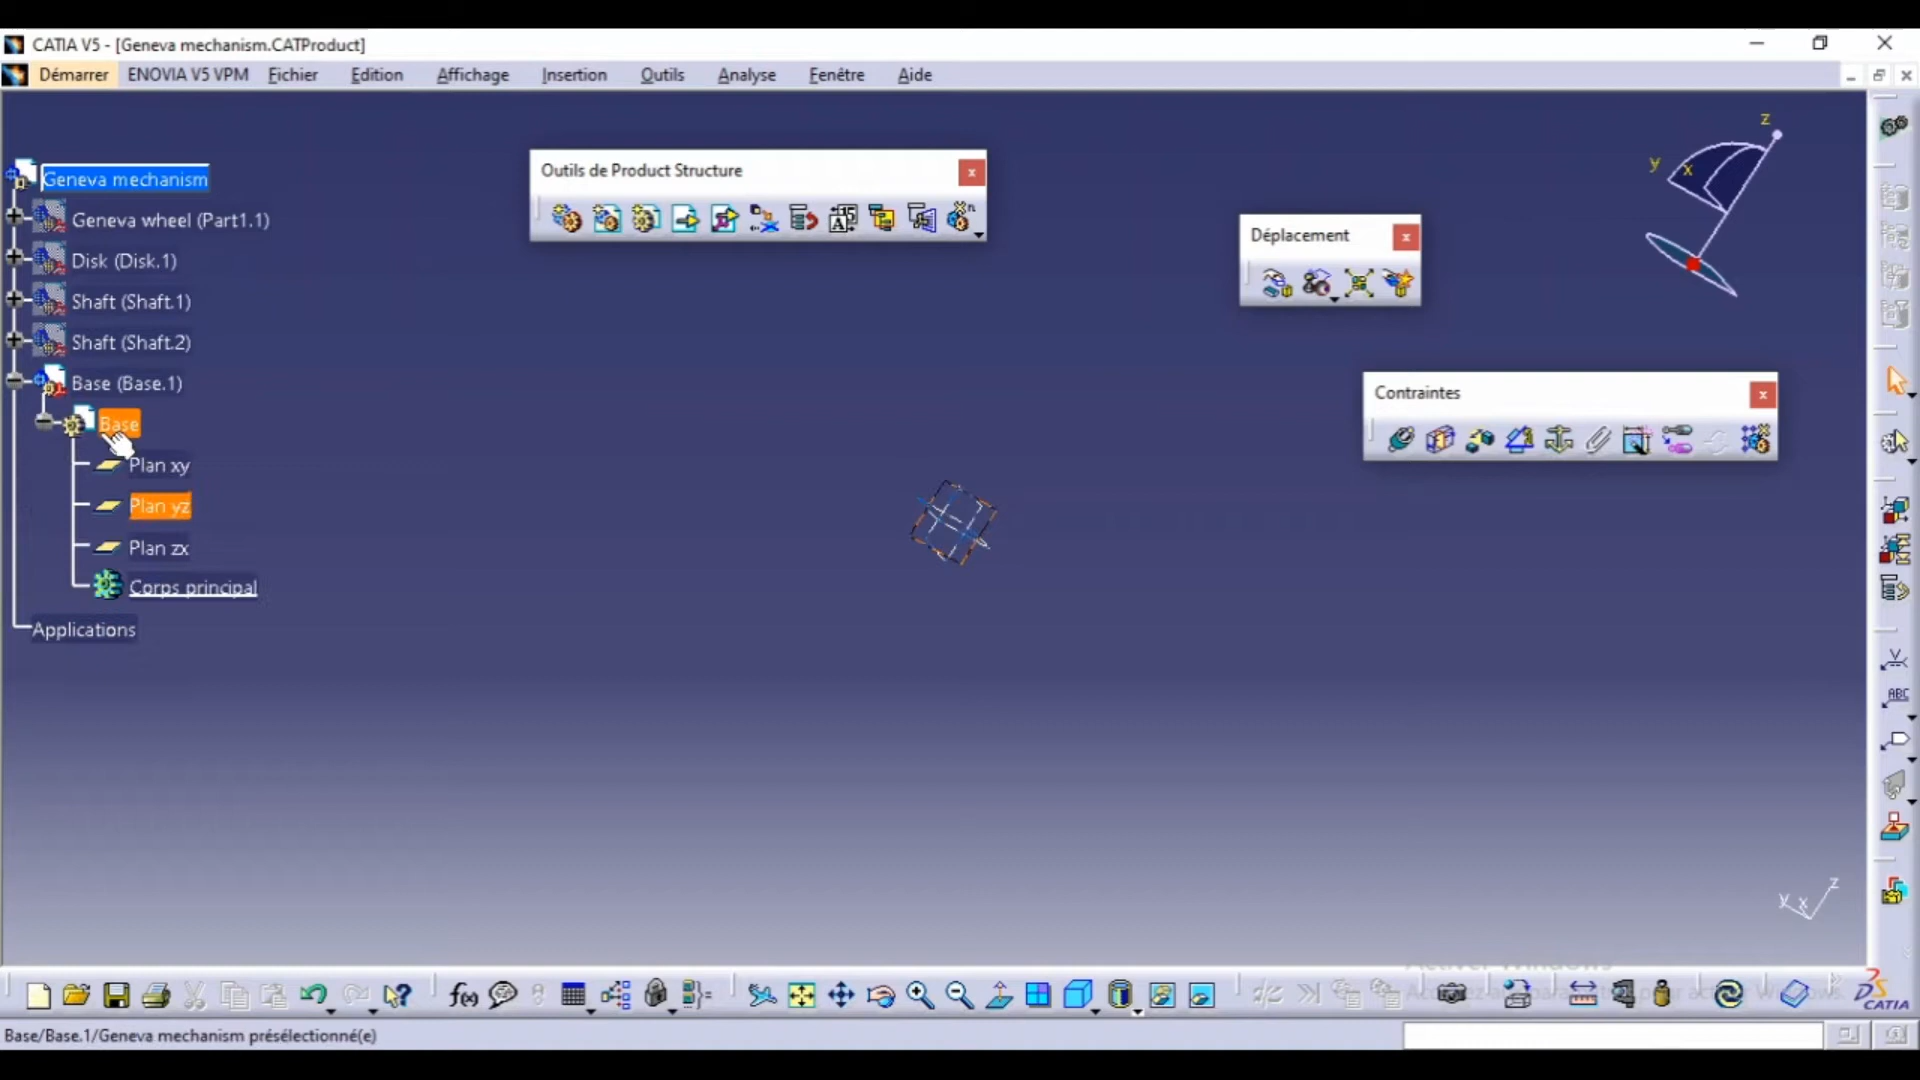 CATIA V5 - [Geneva mechanism.CATProduct]
Démarrer ENOVIA V5 VPM Fichier Edition Affichage Insertion Outils Analyse Fenêtre Aide
Geneva mechanism
Geneva wheel (Part1.1)
Disk (Disk.1)
Shaft (Shaft.1)
Shaft (Shaft.2)
Base (Base.1)
Base
Plan xy
Plan yz
Plan zx
Corps principal
Applications
Outils de Product Structure
Déplacement
Contraintes
z
y
x
z
y x
ABC
f(x)
CATIA
Base/Base.1/Geneva mechanism présélectionné(e)